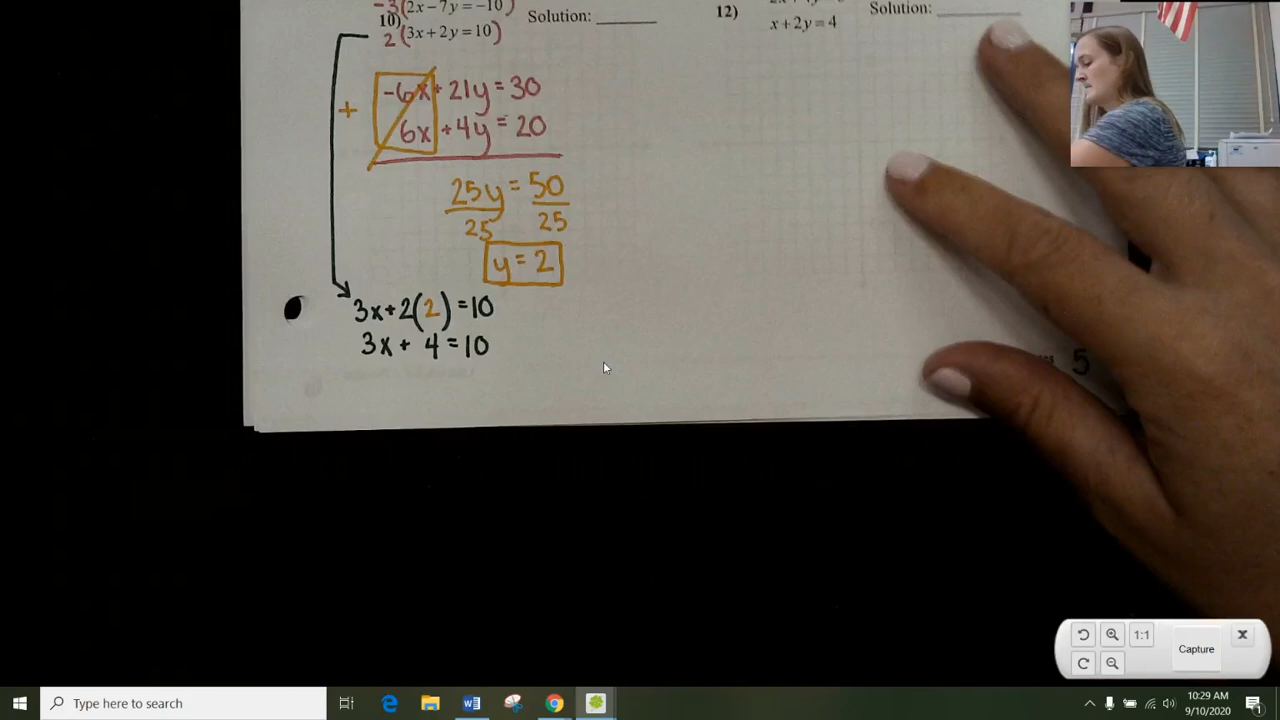 -3(2x-7y=-10)
10) 2(3x+2y=10)
Solution: ______
-6x+21y=30
+
6x+4y=20
25y=50
25 25
y=2
3x+2(2)=10
3x+4=10
12)
x+2y=4
Solution: ______
5
Capture
1:1
Type here to search
10:29 AM
9/10/2020